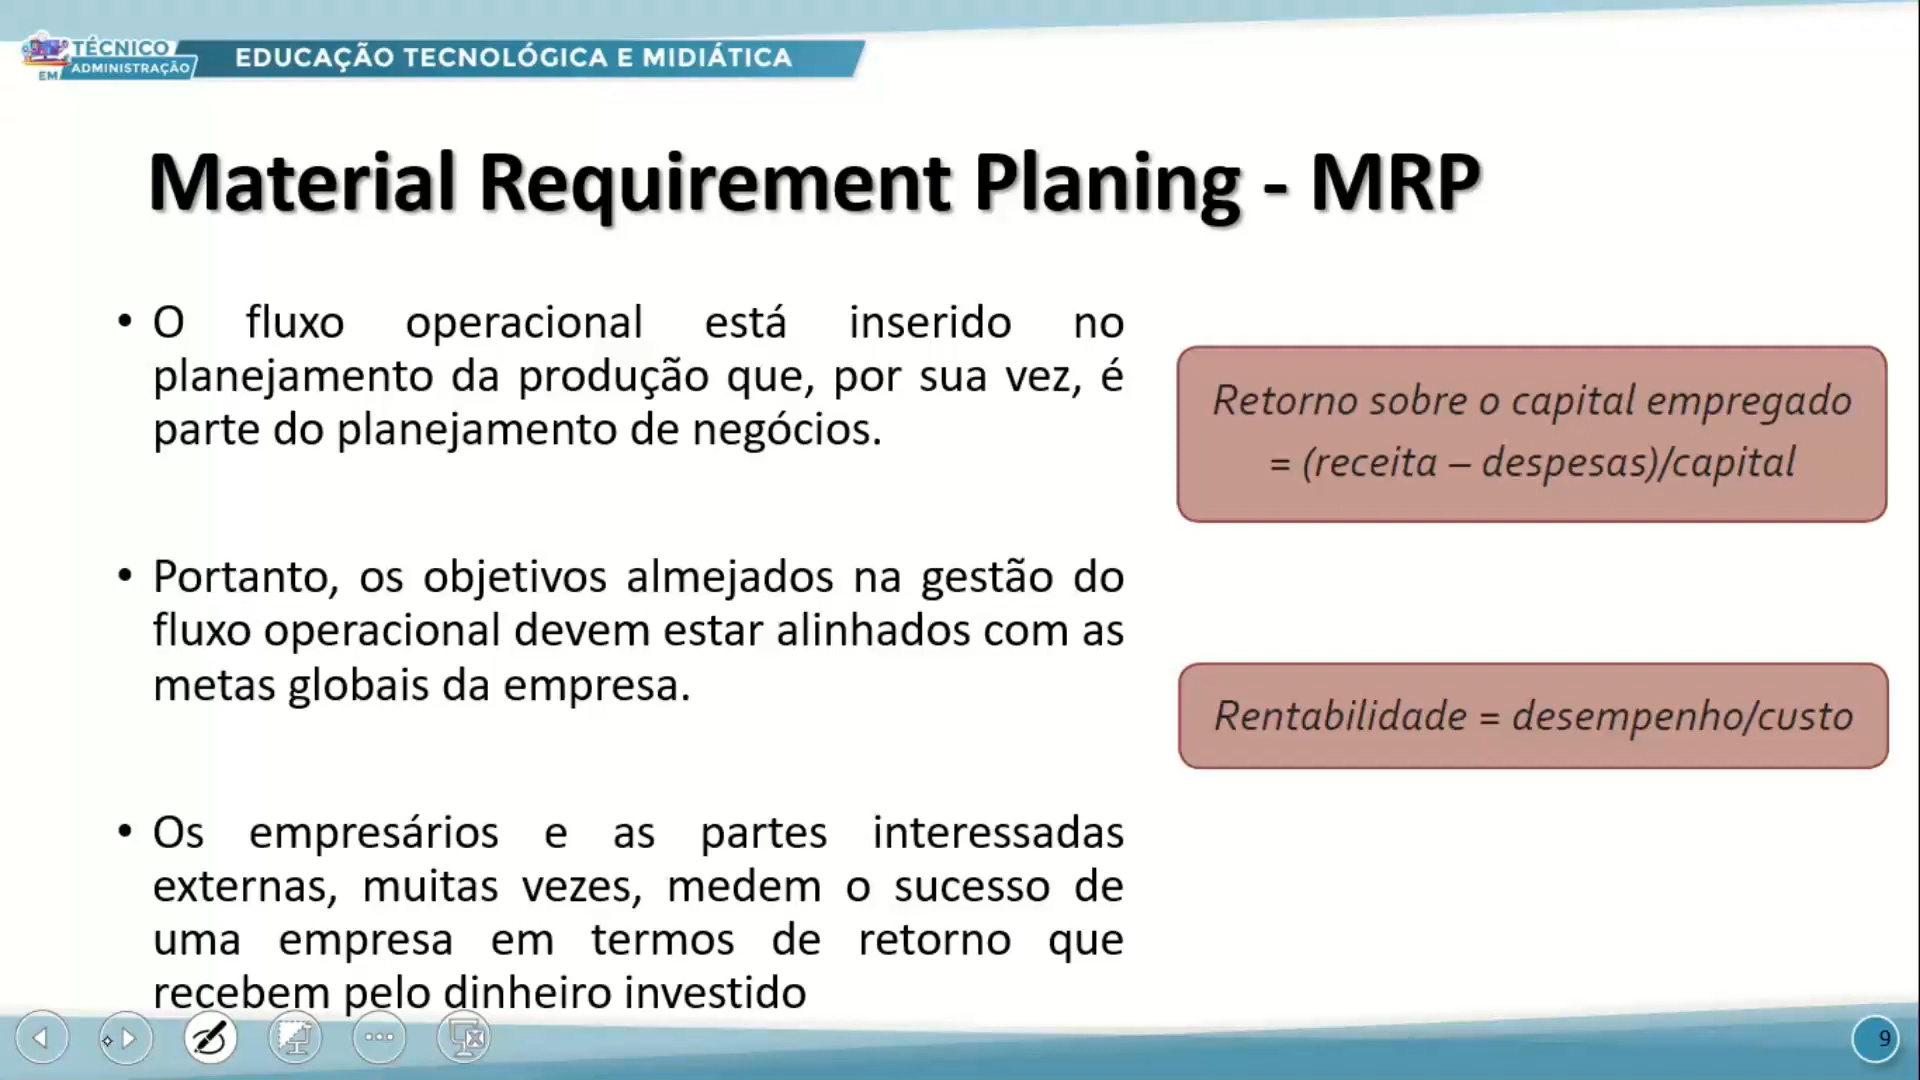 TÉCNICO
EM ADMINISTRAÇÃO
EDUCAÇÃO TECNOLÓGICA E MIDIÁTICA
Material Requirement Planing - MRP
• O fluxo operacional está inserido no
planejamento da produção que, por sua vez, é
parte do planejamento de negócios.
• Portanto, os objetivos almejados na gestão do
fluxo operacional devem estar alinhados com as
metas globais da empresa.
• Os empresários e as partes interessadas
externas, muitas vezes, medem o sucesso de
uma empresa em termos de retorno que
recebem pelo dinheiro investido
Retorno sobre o capital empregado
= (receita – despesas)/capital
Rentabilidade = desempenho/custo
9